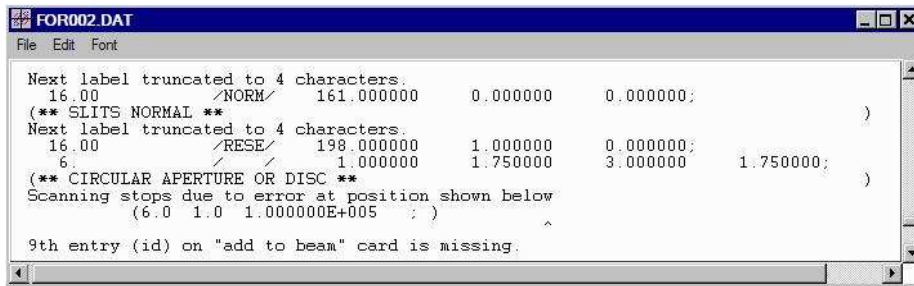 FOR002.DAT
File Edit Font
Next label truncated to 4 characters.
16.00 /NORM/ 161.000000 0.000000 0.000000;
(** SLITS NORMAL ** )
Next label truncated to 4 characters.
16.00 /RESE/ 198.000000 1.000000 0.000000;
6. / / 1.000000 1.750000 3.000000 1.750000;
(** CIRCULAR APERTURE OR DISC ** )
Scanning stops due to error at position shown below
(6.0 1.0 1.000000E+005 ; )
^
9th entry (id) on "add to beam" card is missing.